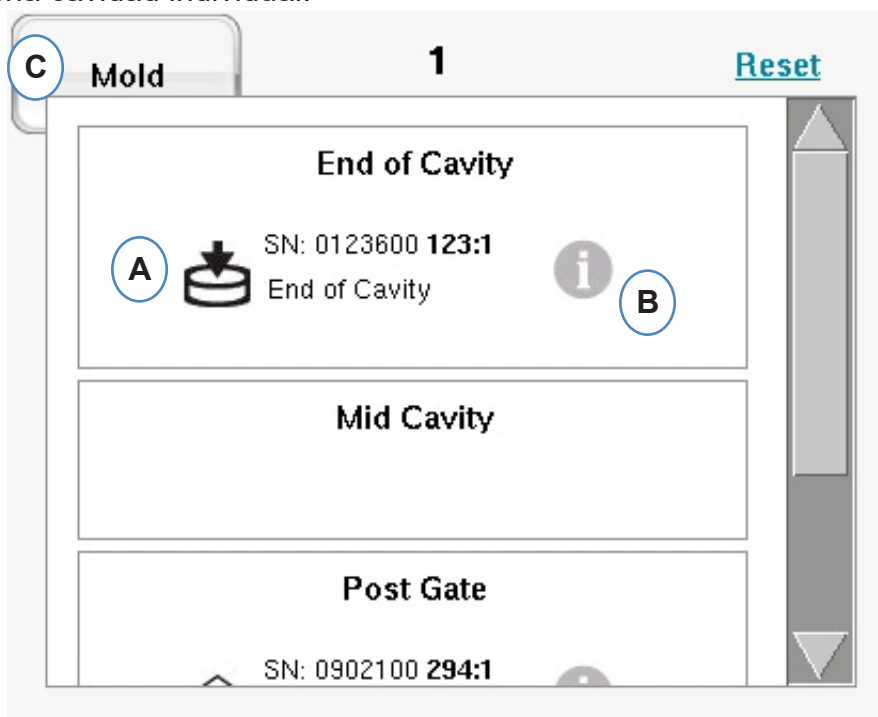 C
Mold
1
Reset
End of Cavity
A
SN: 0123600 123:1
End of Cavity
i
B
Mid Cavity
Post Gate
SN: 0902100 294:1